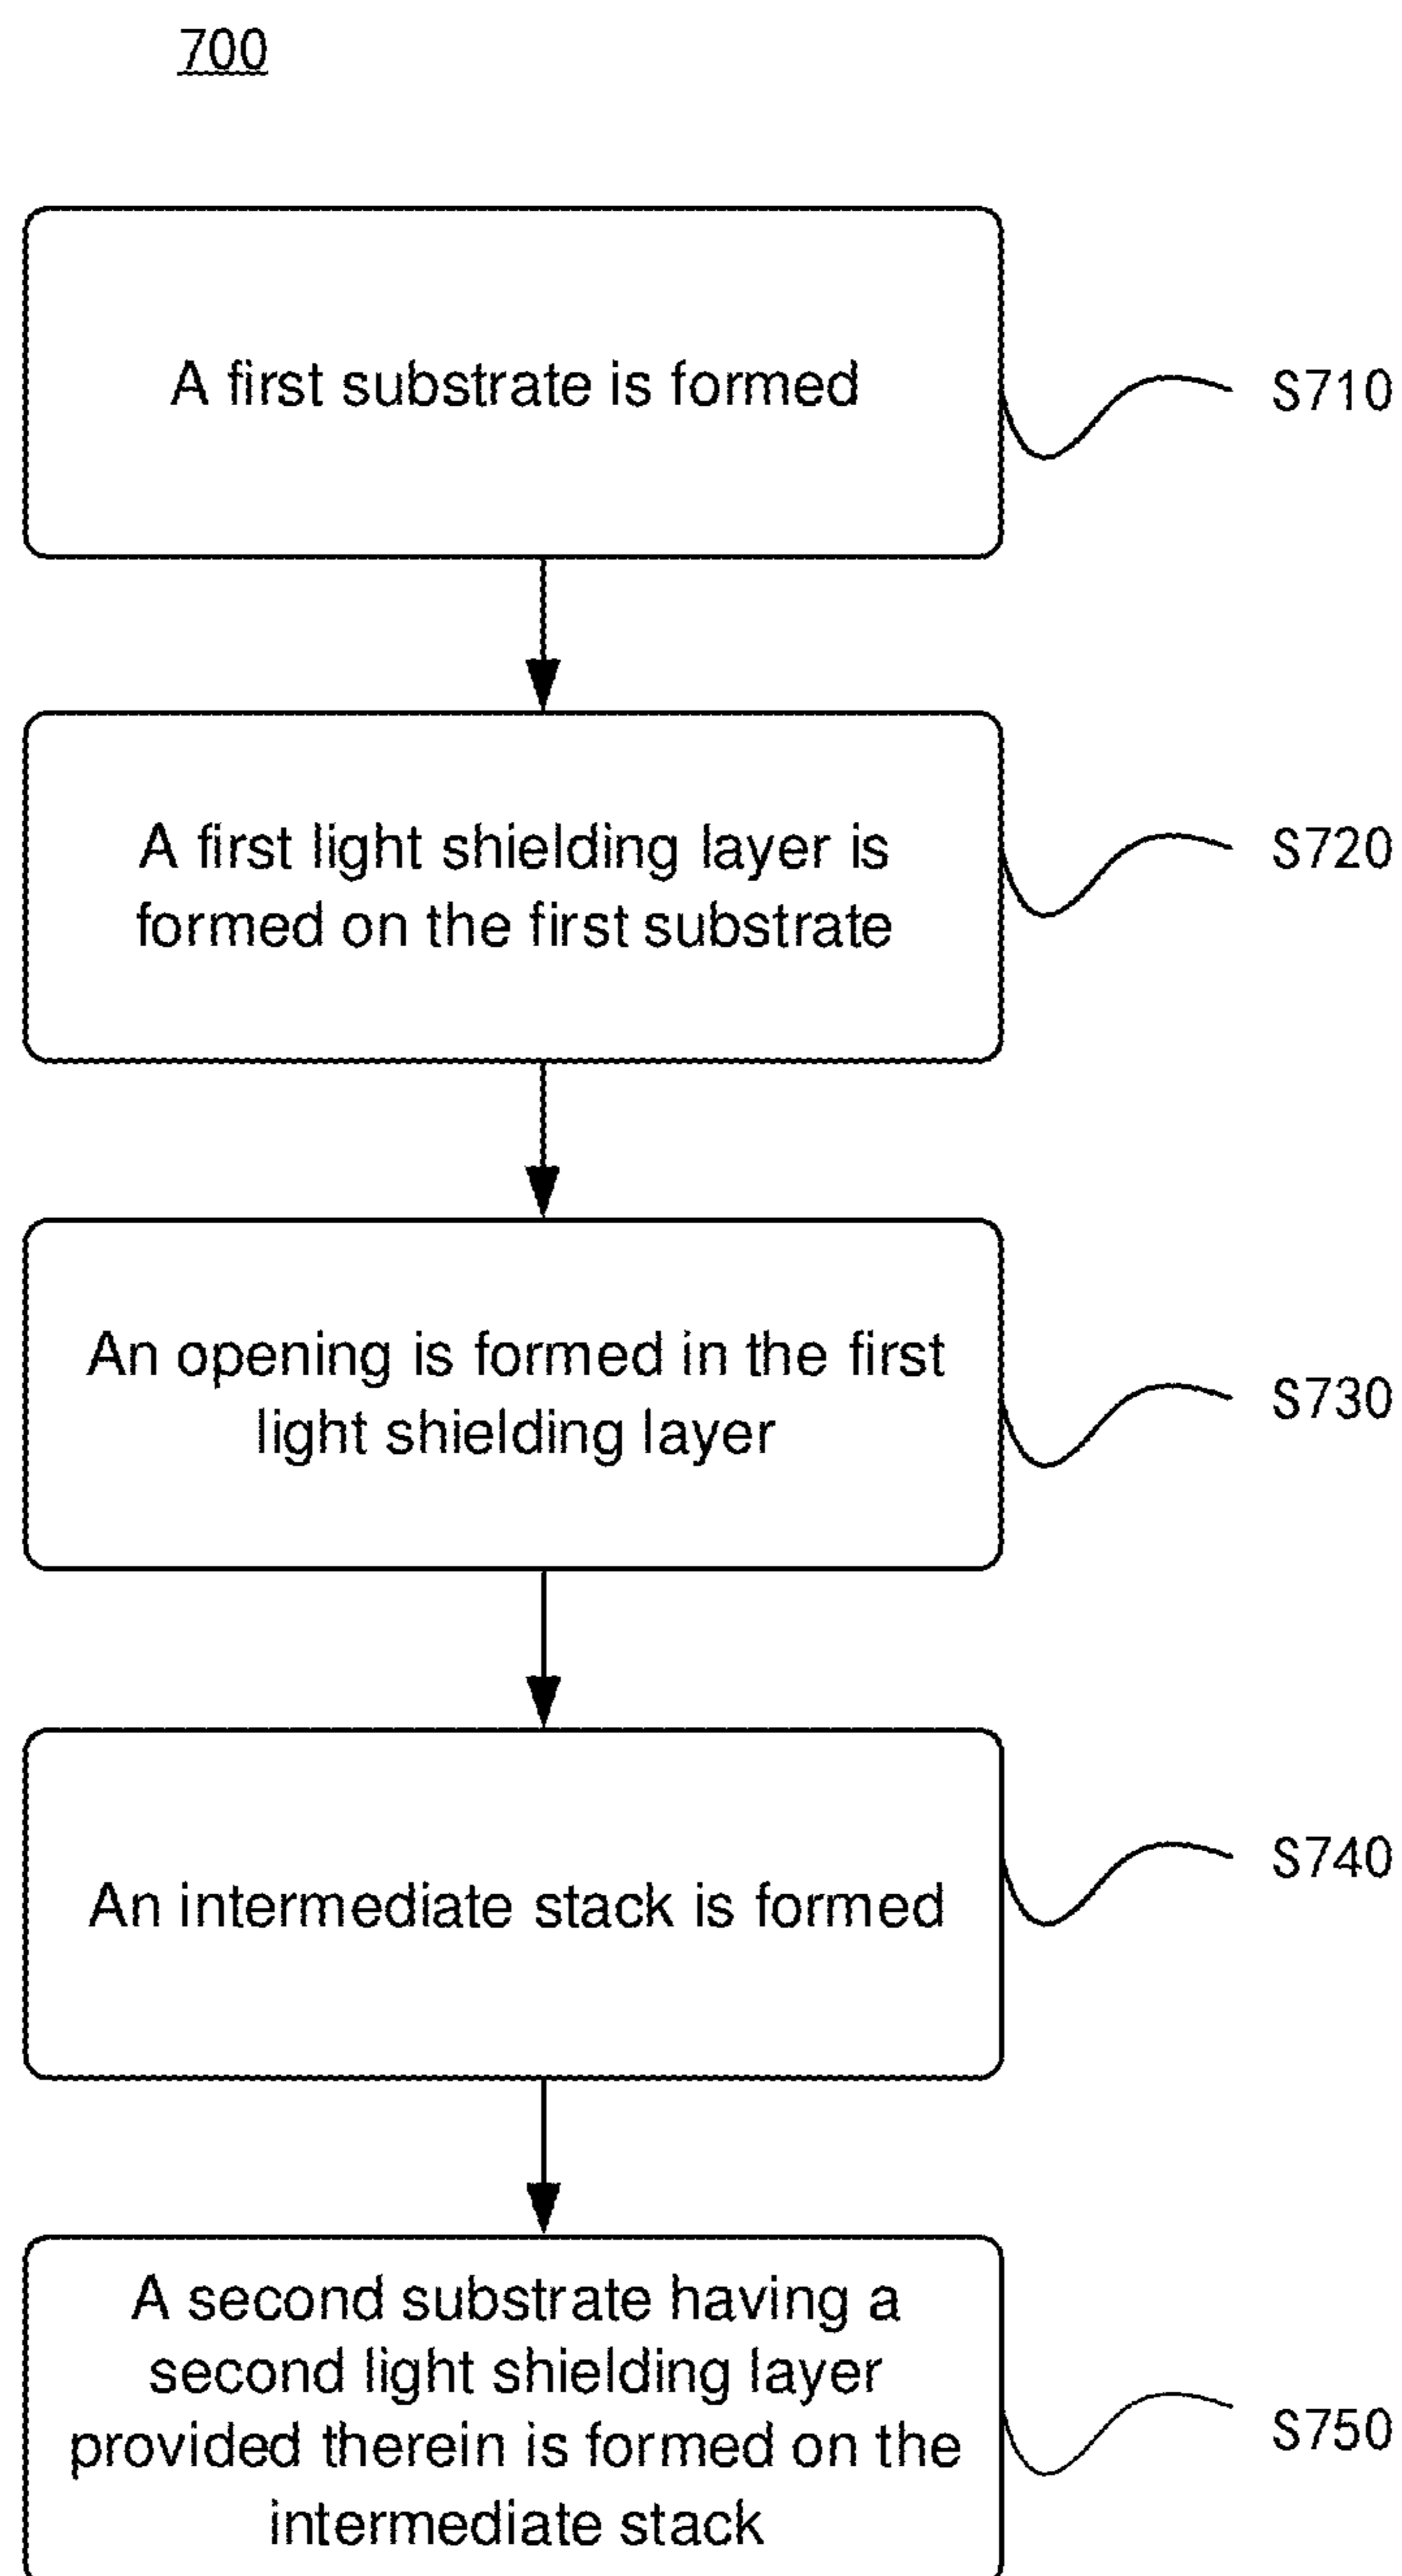 700
A first substrate is formed
S710
A first light shielding layer is
formed on the first substrate
S720
An opening is formed in the first
light shielding layer
S730
An intermediate stack is formed
S740
A second substrate having a
second light shielding layer
provided therein is formed on the
intermediate stack
S750